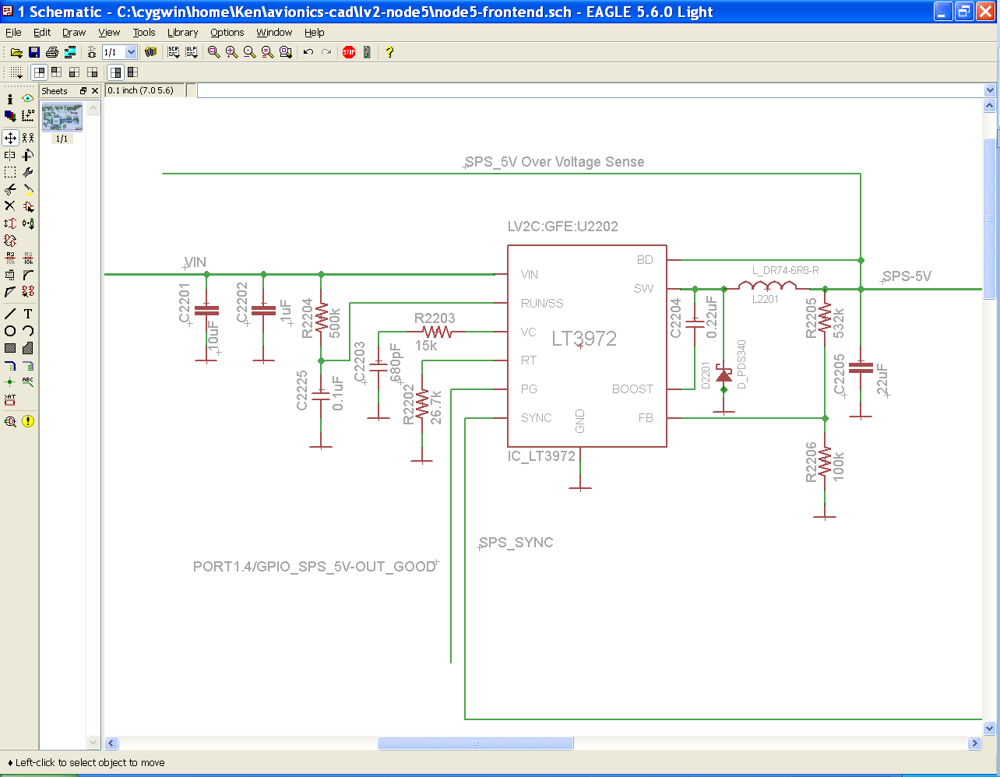 1 Schematic - C:\cygwin\home\Ken\avionics-cad\lv2-node5\node5-frontend.sch - EAGLE 5.6.0 Light
File Edit Draw View Tools Library Options Window Help
1/1 SCR ULP STOP ?
Sheets
0.1 inch (7.0 5.6)
1/1
SPS_5V Over Voltage Sense
LV2C:GFE:U2202
VIN
C2201
10uF
C2202
1uF
R2204
500k
C2225
0.1uF
C2203
680pF
R2203
15k
R2202
26.7k
VIN
RUN/SS
VC
RT
PG
SYNC
LT3972
GND
BD
SW
BOOST
FB
IC_LT3972
C2204
0.22uF
D2201
D_PDS340
L_DR74-6R8-R
L2201
R2205
532k
SPS-5V
C2205
22uF
R2206
100k
SPS_SYNC
PORT1.4/GPIO_SPS_5V-OUT_GOOD
Left-click to select object to move